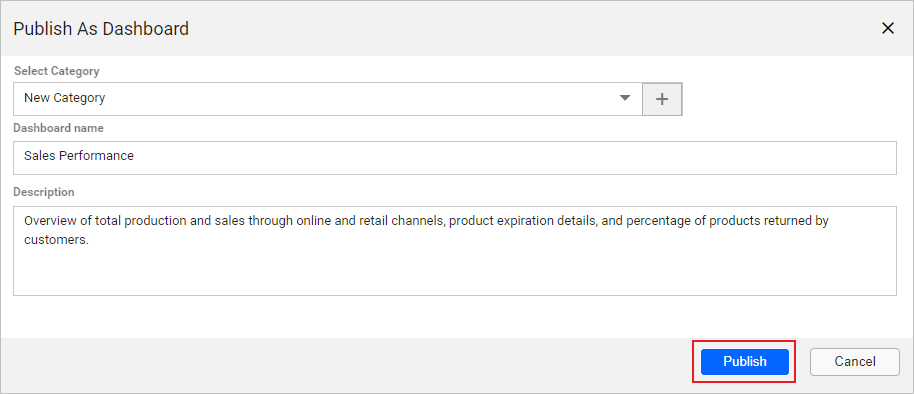 Publish As Dashboard
Select Category
New Category
Dashboard name
Sales Performance
Description
Overview of total production and sales through online and retail channels, product expiration details, and percentage of products returned by
customers.
Publish
Cancel